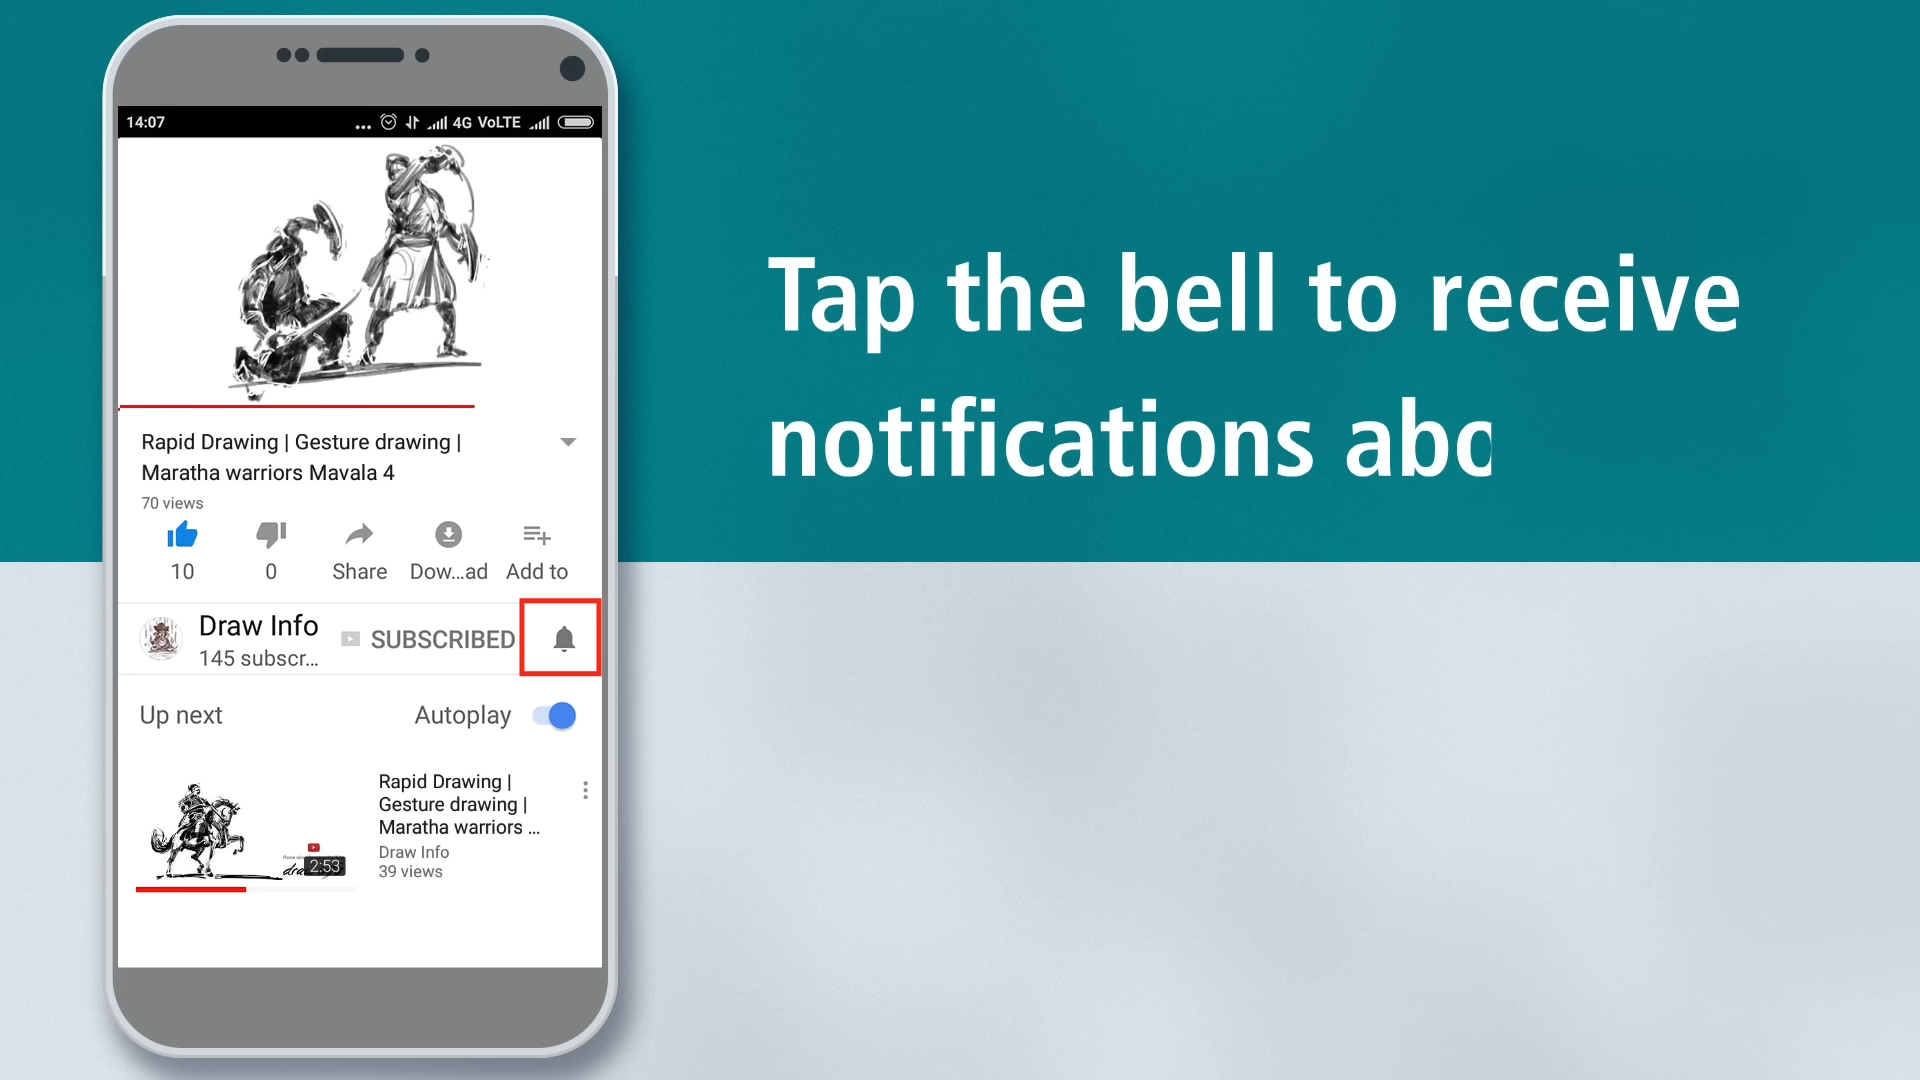 14:07
... 4G VoLTE
Rapid Drawing | Gesture drawing |
Maratha warriors Mavala 4
70 views
10
0
Share
Dow...ad
Add to
Draw Info
145 subscr...
SUBSCRIBED
Up next
Autoplay
Rapid Drawing |
Gesture drawing |
Maratha warriors ...
Draw Info
39 views
2:53
Tap the bell to receive
notifications abo